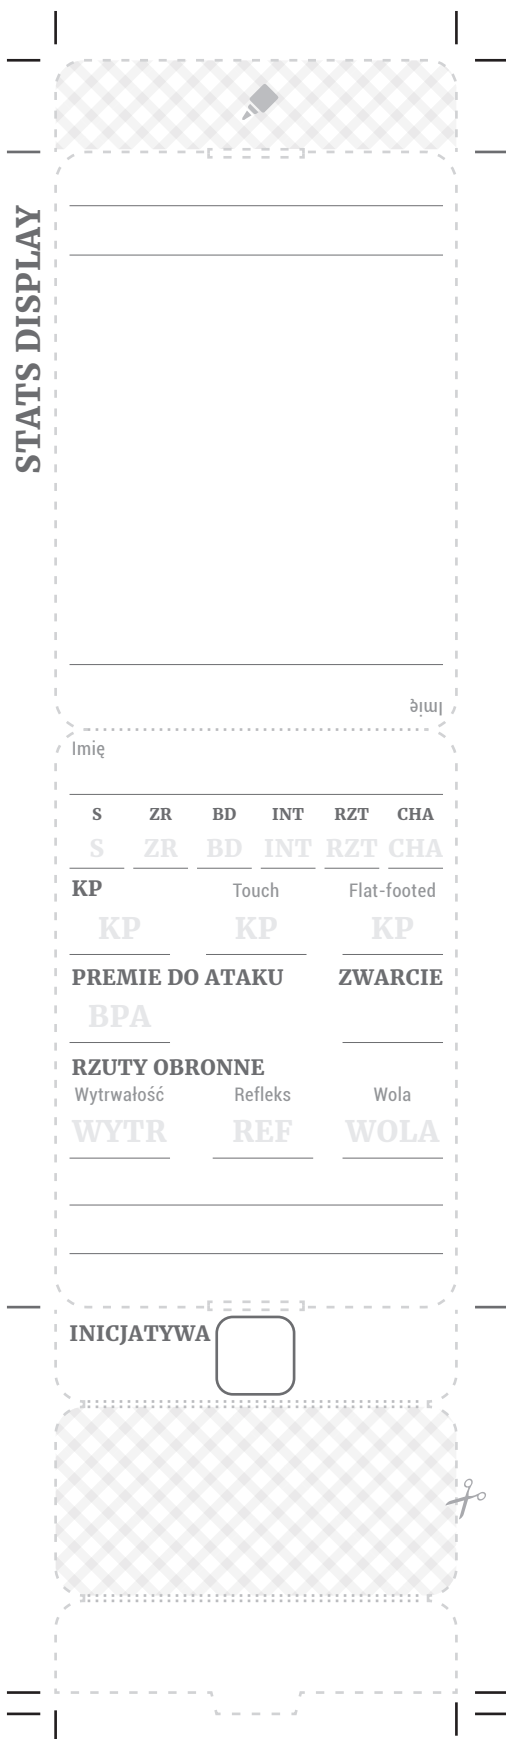 STATS DISPLAY
Imię
Imię
S ZR BD INT RZT CHA
S ZR BD INT RZT CHA
KP Touch Flat-footed
KP KP KP
PREMIE DO ATAKU ZWARCIE
BPA
RZUTY OBRONNE
Wytrwałość Refleks Wola
WYTR REF WOLA
INICJATYWA